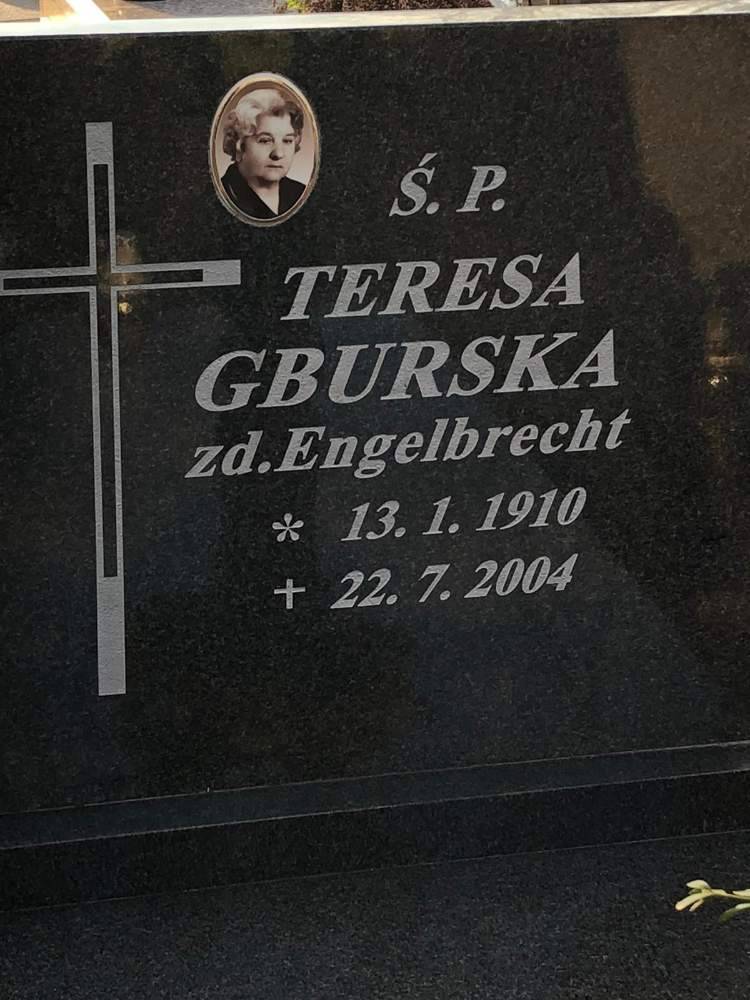 Ś. P.
TERESA
GBURSKA
zd.Engelbrecht
* 13. 1. 1910
+ 22. 7. 2004